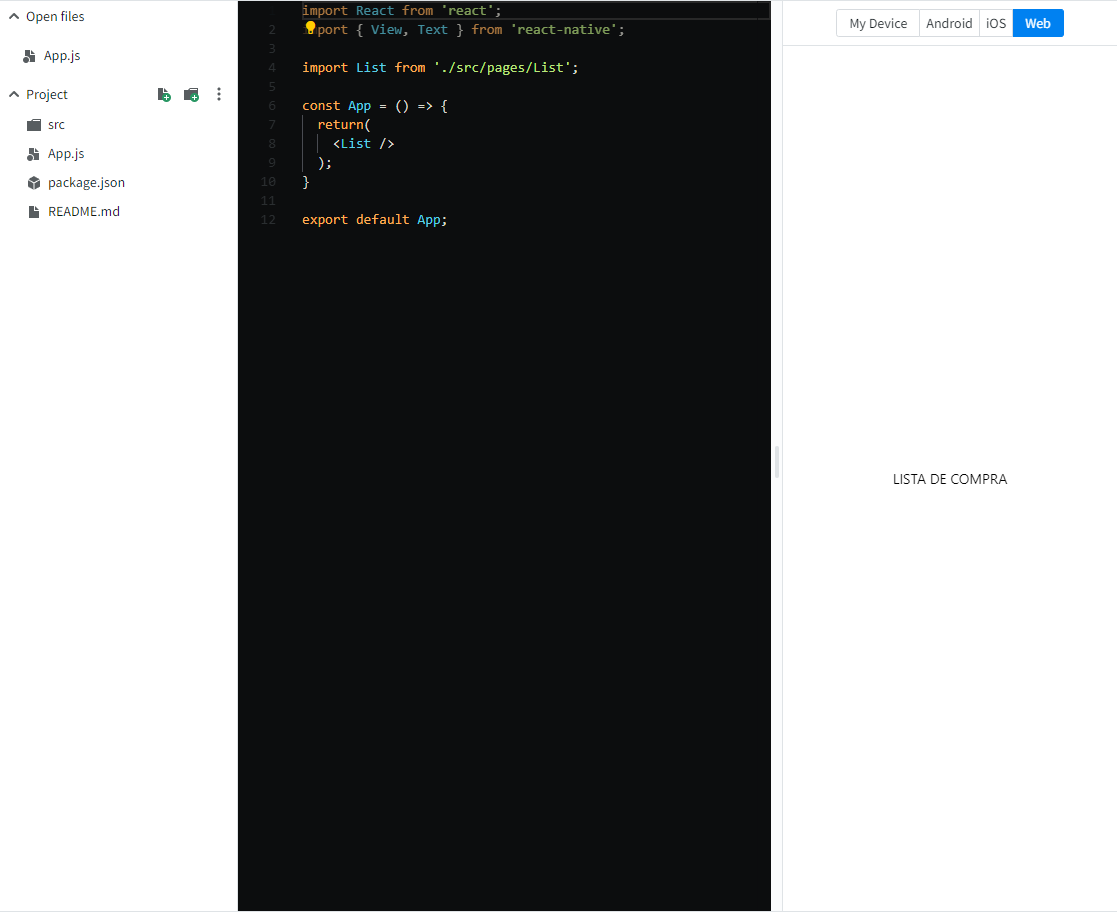 Open files
App.js
Project
src
App.js
package.json
README.md
import React from 'react';
2 port { View, Text } from 'react-native';
3
4 import List from './src/pages/List';
5
6 const App = () => {
7 return(
8 <List />
9 );
10 }
11
12 export default App;
My Device Android iOS Web
LISTA DE COMPRA